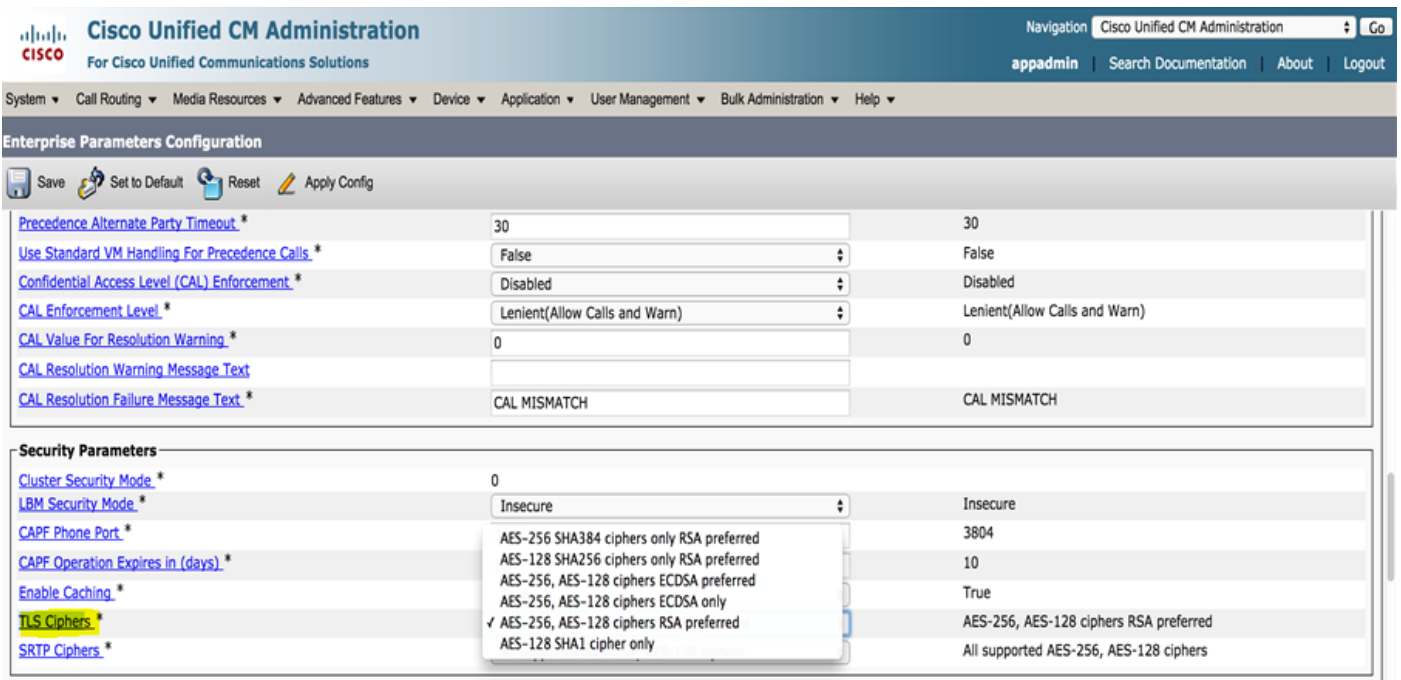 Cisco Unified CM Administration
CISCO For Cisco Unified Communications Solutions
Navigation Cisco Unified CM Administration Go
appadmin | Search Documentation | About | Logout
System Call Routing Media Resources Advanced Features Device Application User Management Bulk Administration Help
Enterprise Parameters Configuration
Save Set to Default Reset Apply Config
Precedence Alternate Party Timeout * 30 30
Use Standard VM Handling For Precedence Calls * False False
Confidential Access Level (CAL) Enforcement * Disabled Disabled
CAL Enforcement Level * Lenient(Allow Calls and Warn) Lenient(Allow Calls and Warn)
CAL Value For Resolution Warning * 0 0
CAL Resolution Warning Message Text
CAL Resolution Failure Message Text * CAL MISMATCH CAL MISMATCH
Security Parameters
Cluster Security Mode * 0
LBM Security Mode * Insecure Insecure
CAPF Phone Port * 3804
CAPF Operation Expires in (days) * 10
Enable Caching * True
TLS Ciphers * AES-256, AES-128 ciphers RSA preferred
SRTP Ciphers * All supported AES-256, AES-128 ciphers
AES-256 SHA384 ciphers only RSA preferred
AES-128 SHA256 ciphers only RSA preferred
AES-256, AES-128 ciphers ECDSA preferred
AES-256, AES-128 ciphers ECDSA only
✓ AES-256, AES-128 ciphers RSA preferred
AES-128 SHA1 cipher only